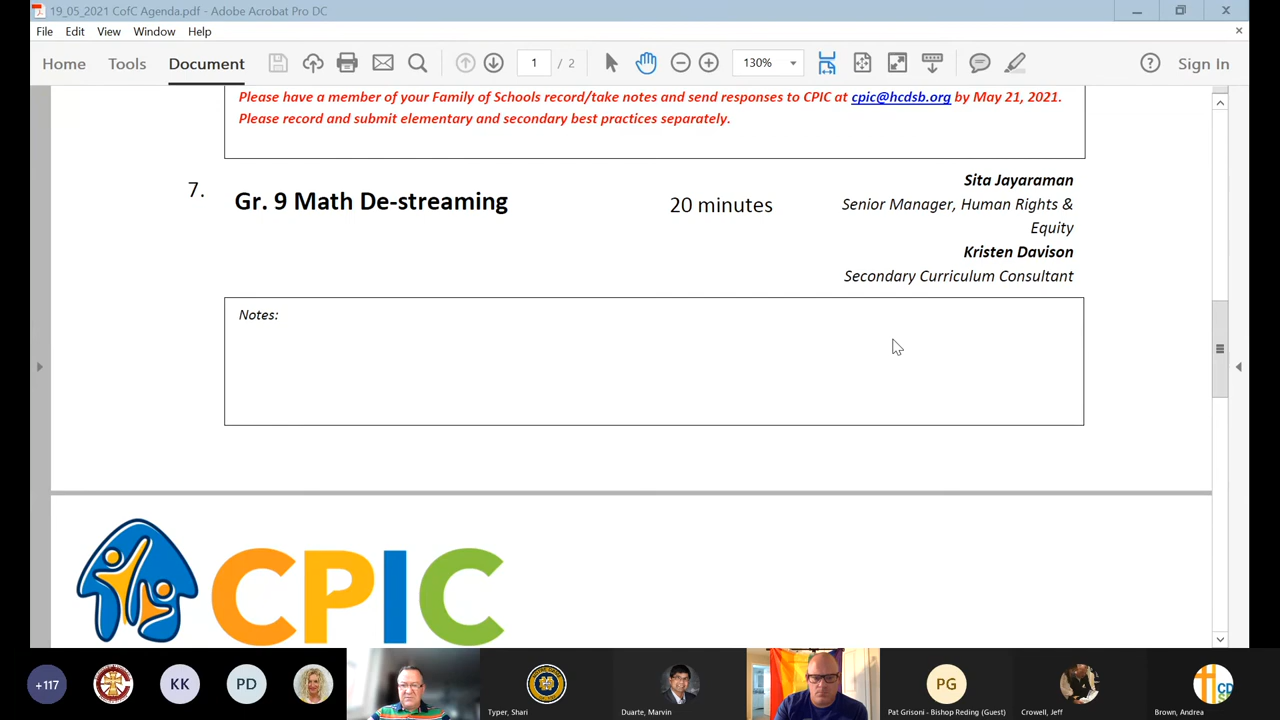 19_05_2021 CofC Agenda.pdf - Adobe Acrobat Pro DC
File Edit View Window Help
Home Tools Document 1 / 2 130% Sign In
Please have a member of your Family of Schools record/take notes and send responses to CPIC at cpic@hcdsb.org by May 21, 2021.
Please record and submit elementary and secondary best practices separately.
7. Gr. 9 Math De-streaming 20 minutes
Sita Jayaraman
Senior Manager, Human Rights &
Equity
Kristen Davison
Secondary Curriculum Consultant
Notes:
CPIC
+117 KK PD PG
Typer, Shari Duarte, Marvin Pat Grisoni - Bishop Reding (Guest) Crowell, Jeff Brown, Andrea